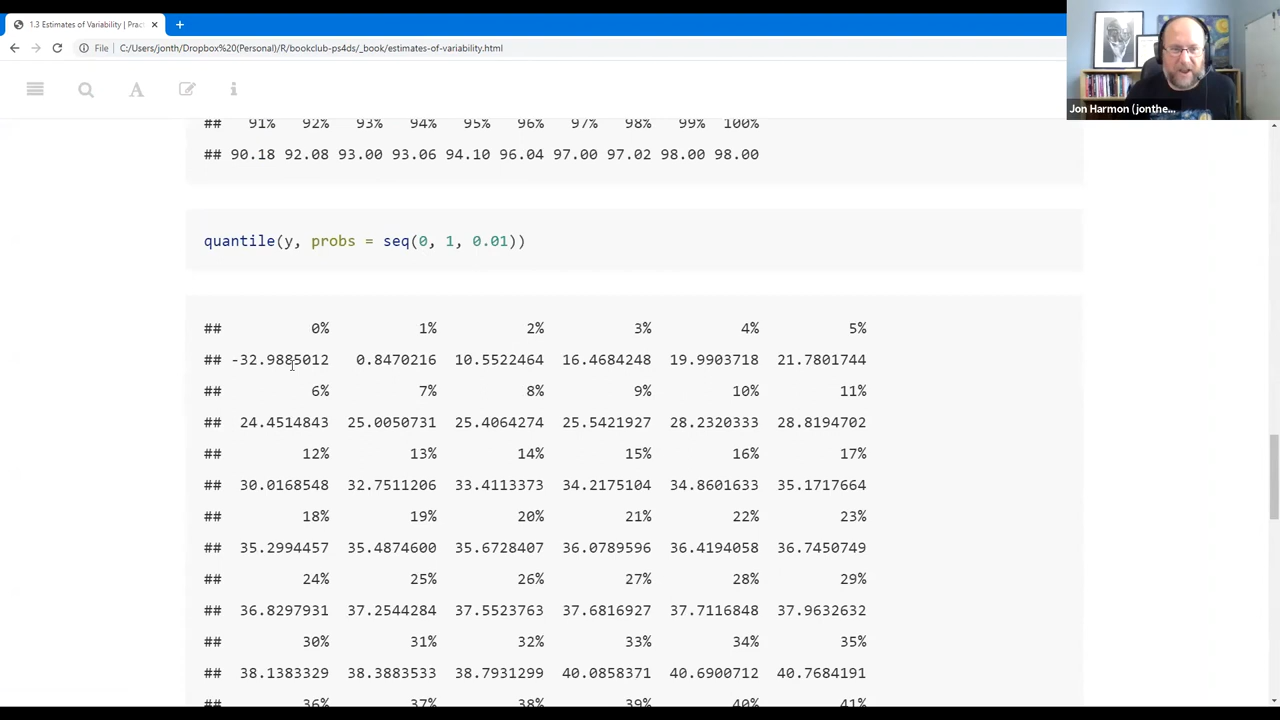 1.3 Estimates of Variability | Prac
File C:/Users/jonth/Dropbox%20(Personal)/R/bookclub-ps4ds/_book/estimates-of-variability.html
Jon Harmon (jonthe...
## 91% 92% 93% 94% 95% 96% 97% 98% 99% 100%
## 90.18 92.08 93.00 93.06 94.10 96.04 97.00 97.02 98.00 98.00
quantile(y, probs = seq(0, 1, 0.01))
## 0% 1% 2% 3% 4% 5%
## -32.9885012 0.8470216 10.5522464 16.4684248 19.9903718 21.7801744
## 6% 7% 8% 9% 10% 11%
## 24.4514843 25.0050731 25.4064274 25.5421927 28.2320333 28.8194702
## 12% 13% 14% 15% 16% 17%
## 30.0168548 32.7511206 33.4113373 34.2175104 34.8601633 35.1717664
## 18% 19% 20% 21% 22% 23%
## 35.2994457 35.4874600 35.6728407 36.0789596 36.4194058 36.7450749
## 24% 25% 26% 27% 28% 29%
## 36.8297931 37.2544284 37.5523763 37.6816927 37.7116848 37.9632632
## 30% 31% 32% 33% 34% 35%
## 38.1383329 38.3883533 38.7931299 40.0858371 40.6900712 40.7684191
## 36% 37% 38% 39% 40% 41%